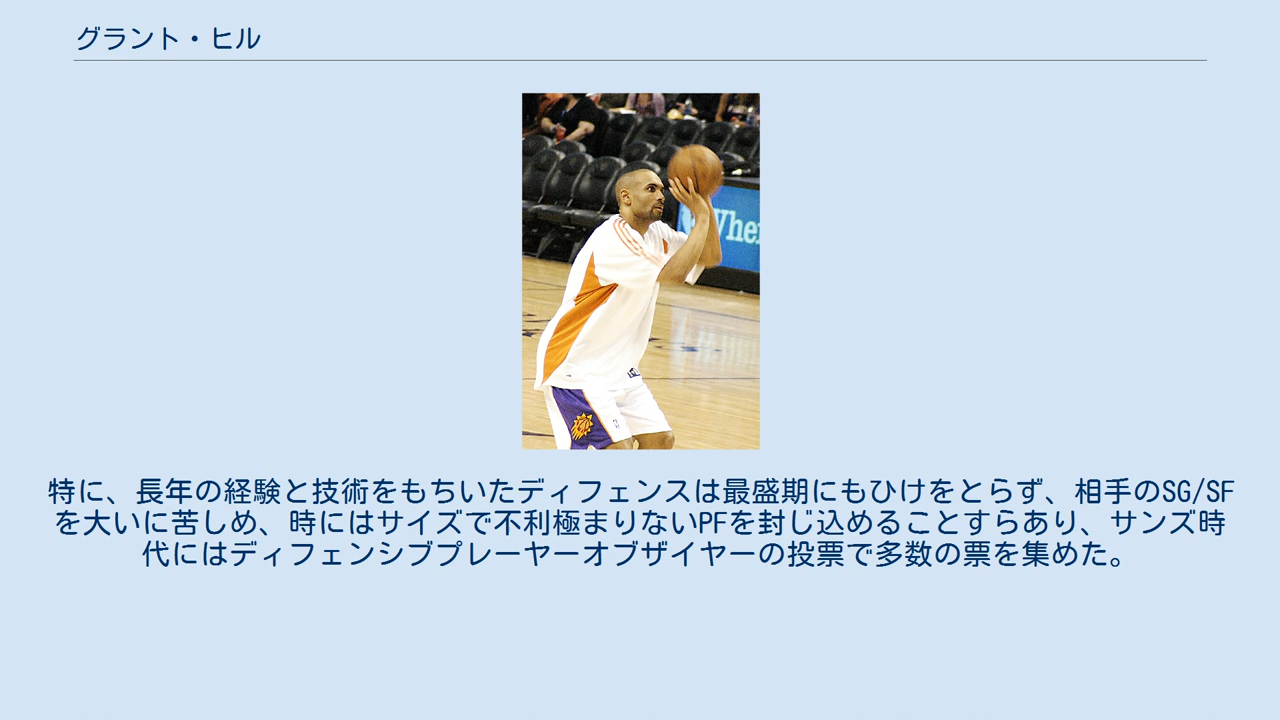 グラント・ヒル
Whe
特に、長年の経験と技術をもちいたディフェンスは最盛期にもひけをとらず、相手のSG/SF
を大いに苦しめ、時にはサイズで不利極まりないPFを封じ込めることすらあり、サンズ時
代にはディフェンシブプレーヤーオブザイヤーの投票で多数の票を集めた。